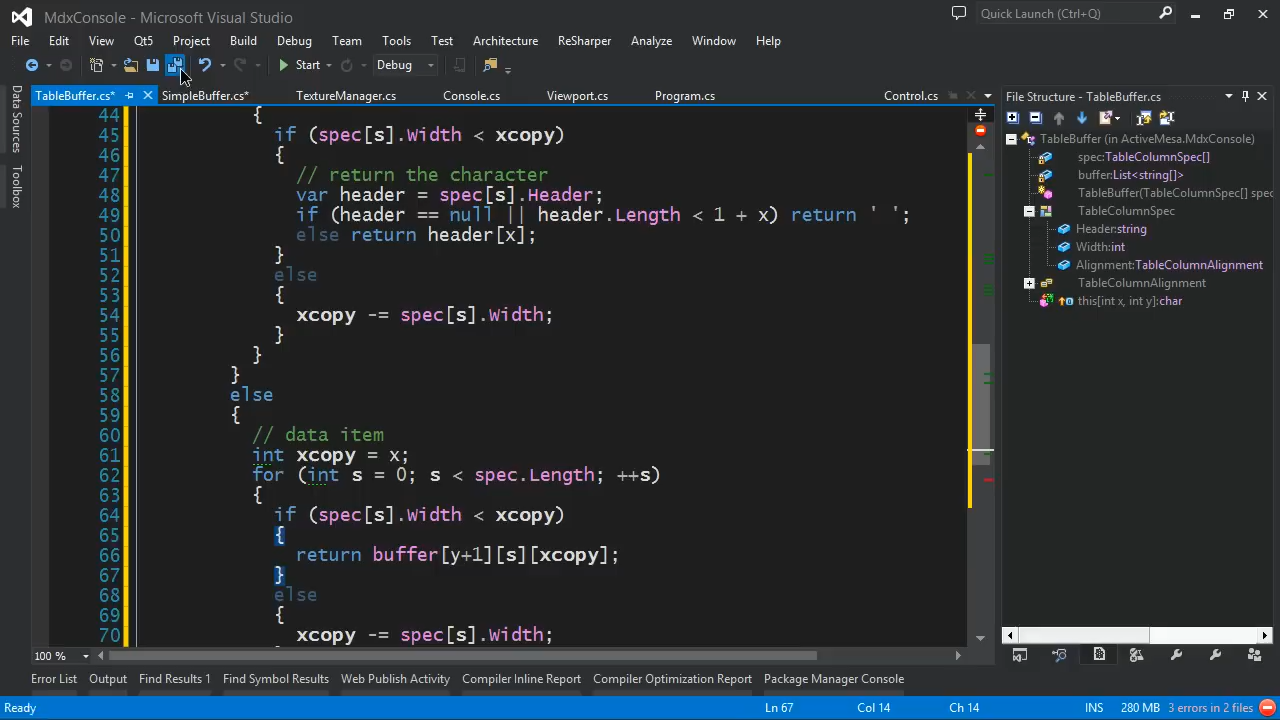 MdxConsole - Microsoft Visual Studio
Quick Launch (Ctrl+Q)
File Edit View Qt5 Project Build Debug Team Tools Test Architecture ReSharper Analyze Window Help
Start Debug
TableBuffer.cs* SimpleBuffer.cs* TextureManager.cs Console.cs Viewport.cs Program.cs Control.cs
File Structure - TableBuffer.cs
Data Sources
Toolbox
44 {
45 if (spec[s].Width < xcopy)
46 {
47 // return the character
48 var header = spec[s].Header;
49 if (header == null || header.Length < 1 + x) return ' ';
50 else return header[x];
51 }
52 else
53 {
54 xcopy -= spec[s].Width;
55 }
56 }
57 }
58 else
59 {
60 // data item
61 int xcopy = x;
62 for (int s = 0; s < spec.Length; ++s)
63 {
64 if (spec[s].Width < xcopy)
65 {
66 return buffer[y+1][s][xcopy];
67 }
68 else
69 {
70 xcopy -= spec[s].Width;
TableBuffer (in ActiveMesa.MdxConsole)
spec:TableColumnSpec[]
buffer:List<string[]>
TableBuffer(TableColumnSpec[] spec
TableColumnSpec
Header:string
Width:int
Alignment:TableColumnAlignment
TableColumnAlignment
this[int x, int y]:char
100 %
Error List Output Find Results 1 Find Symbol Results Web Publish Activity Compiler Inline Report Compiler Optimization Report Package Manager Console
Ready Ln 67 Col 14 Ch 14 INS 280 MB 3 errors in 2 files